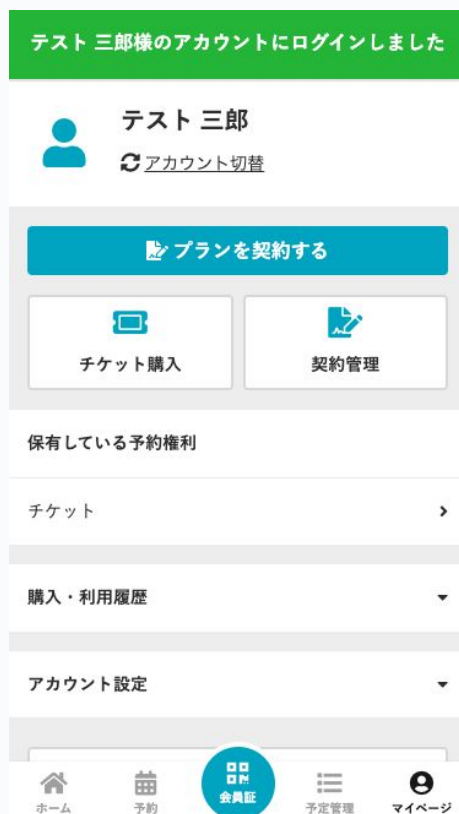 テスト 三郎様のアカウントにログインしました
テスト 三郎
アカウント切替
プランを契約する
チケット購入
契約管理
保有している予約権利
チケット
購入・利用履歴
アカウント設定
ホーム
予約
会員証
予定管理
マイページ